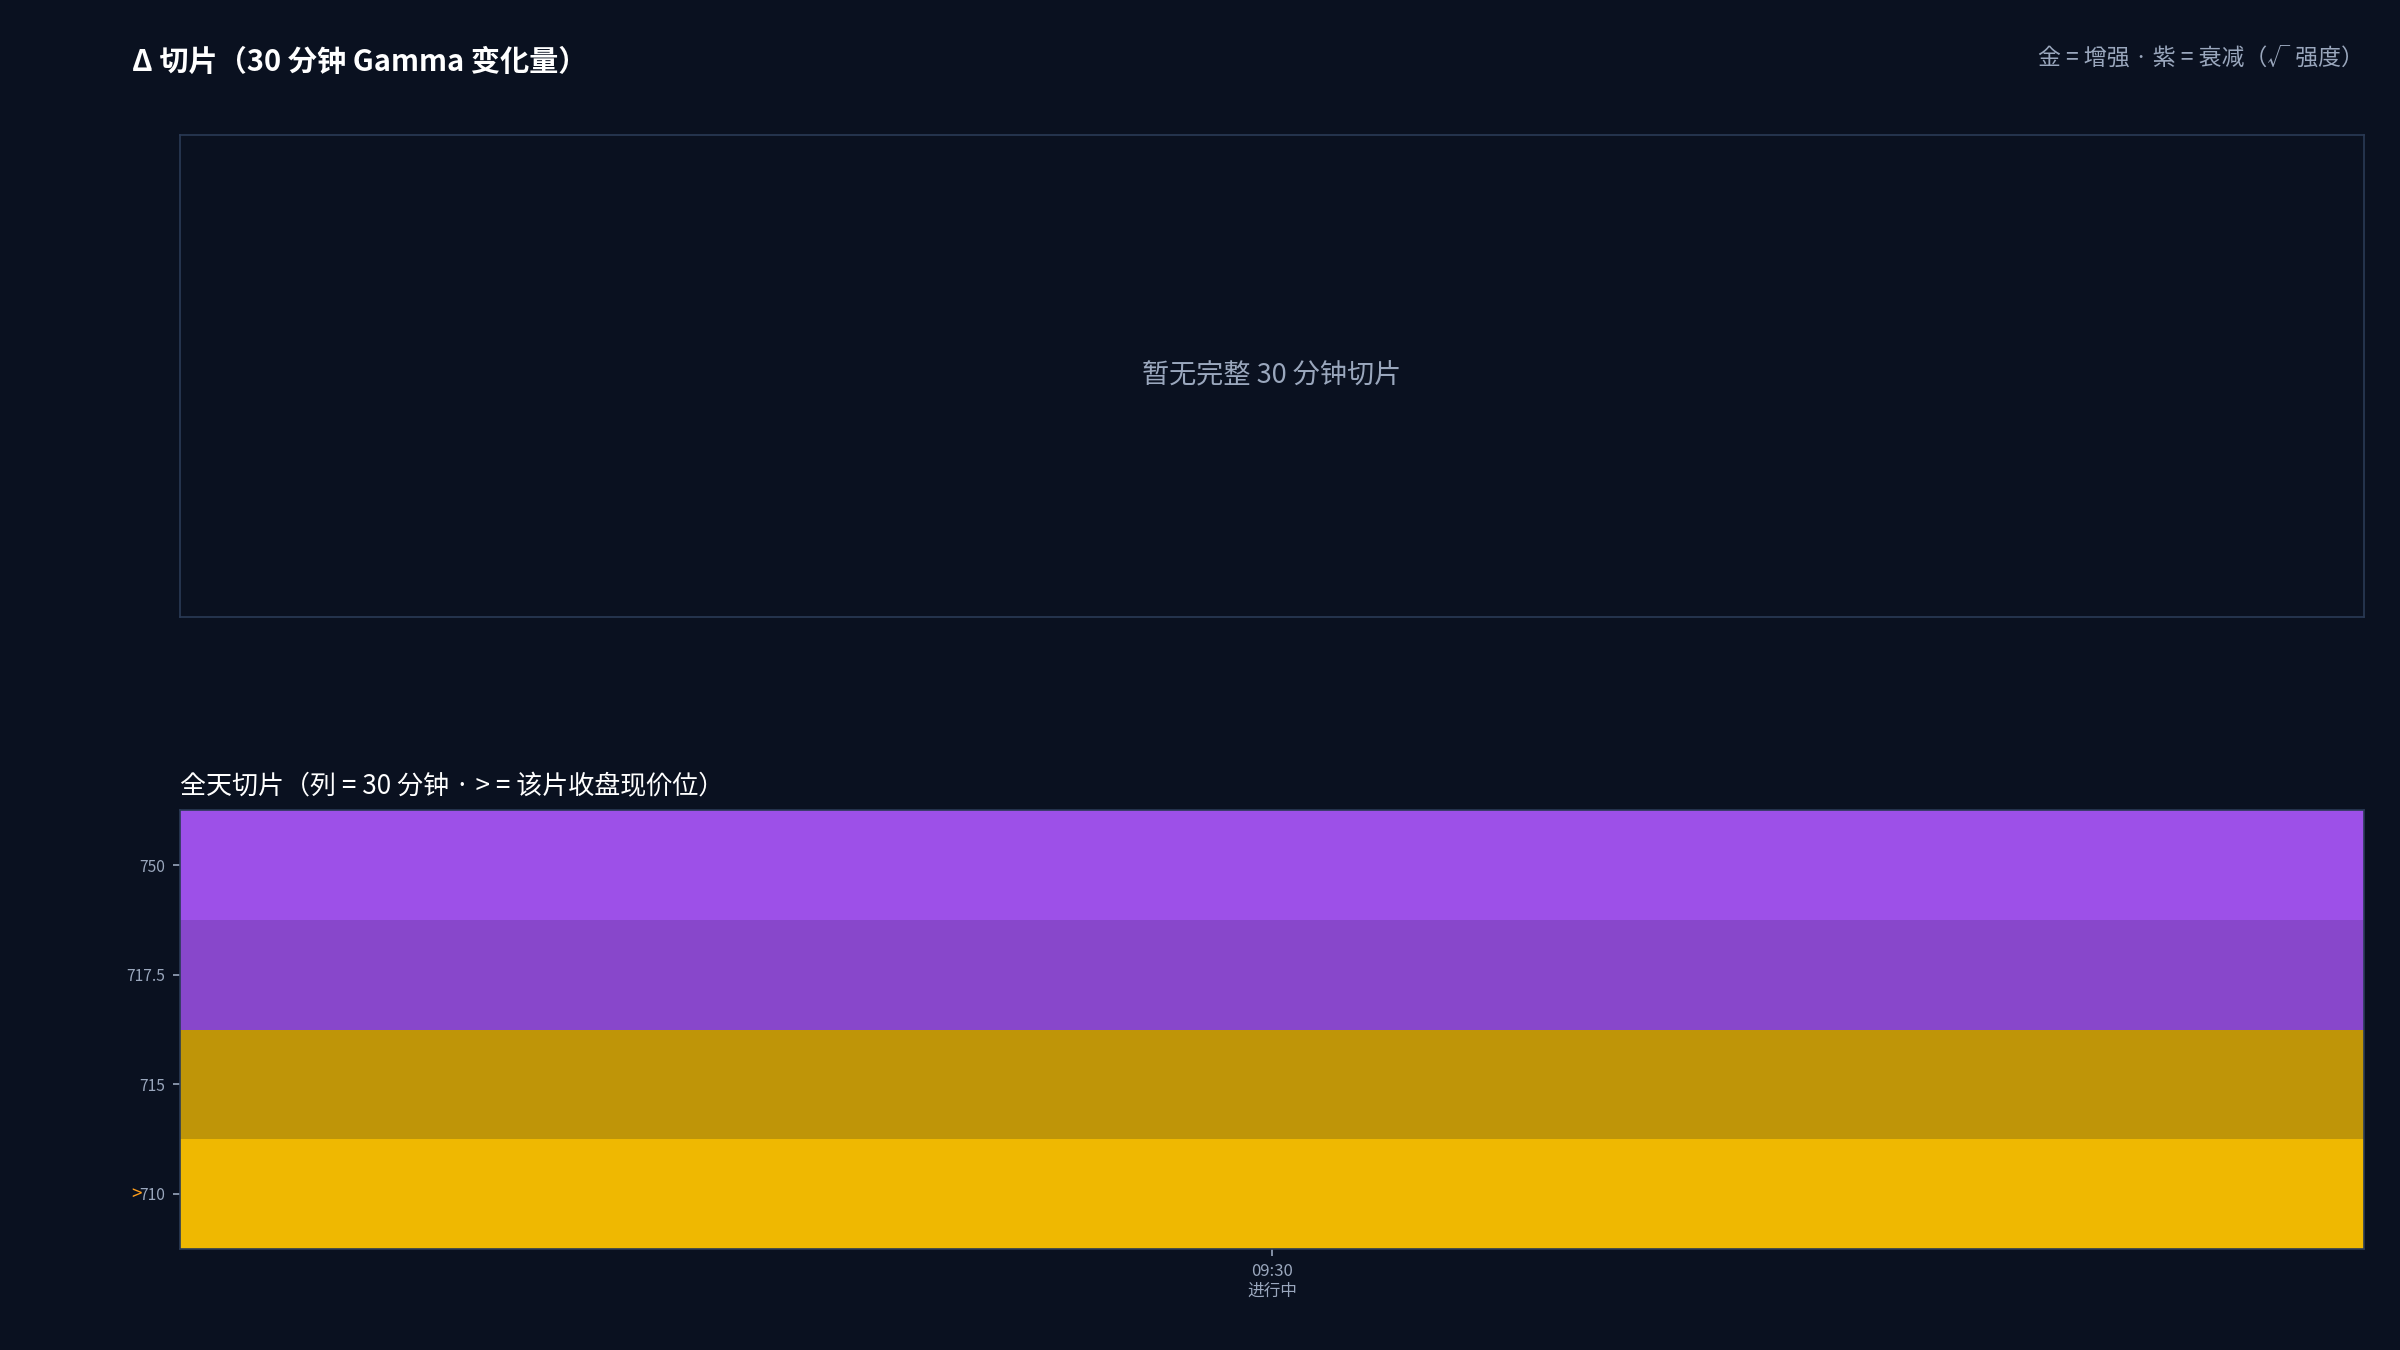 Δ 切片（30 分钟 Gamma 变化量）
金 = 增强 · 紫 = 衰减（√ 强度）
暂无完整 30 分钟切片
全天切片（列 = 30 分钟 · > = 该片收盘现价位）
750
717.5
715
>710
09:30
进行中